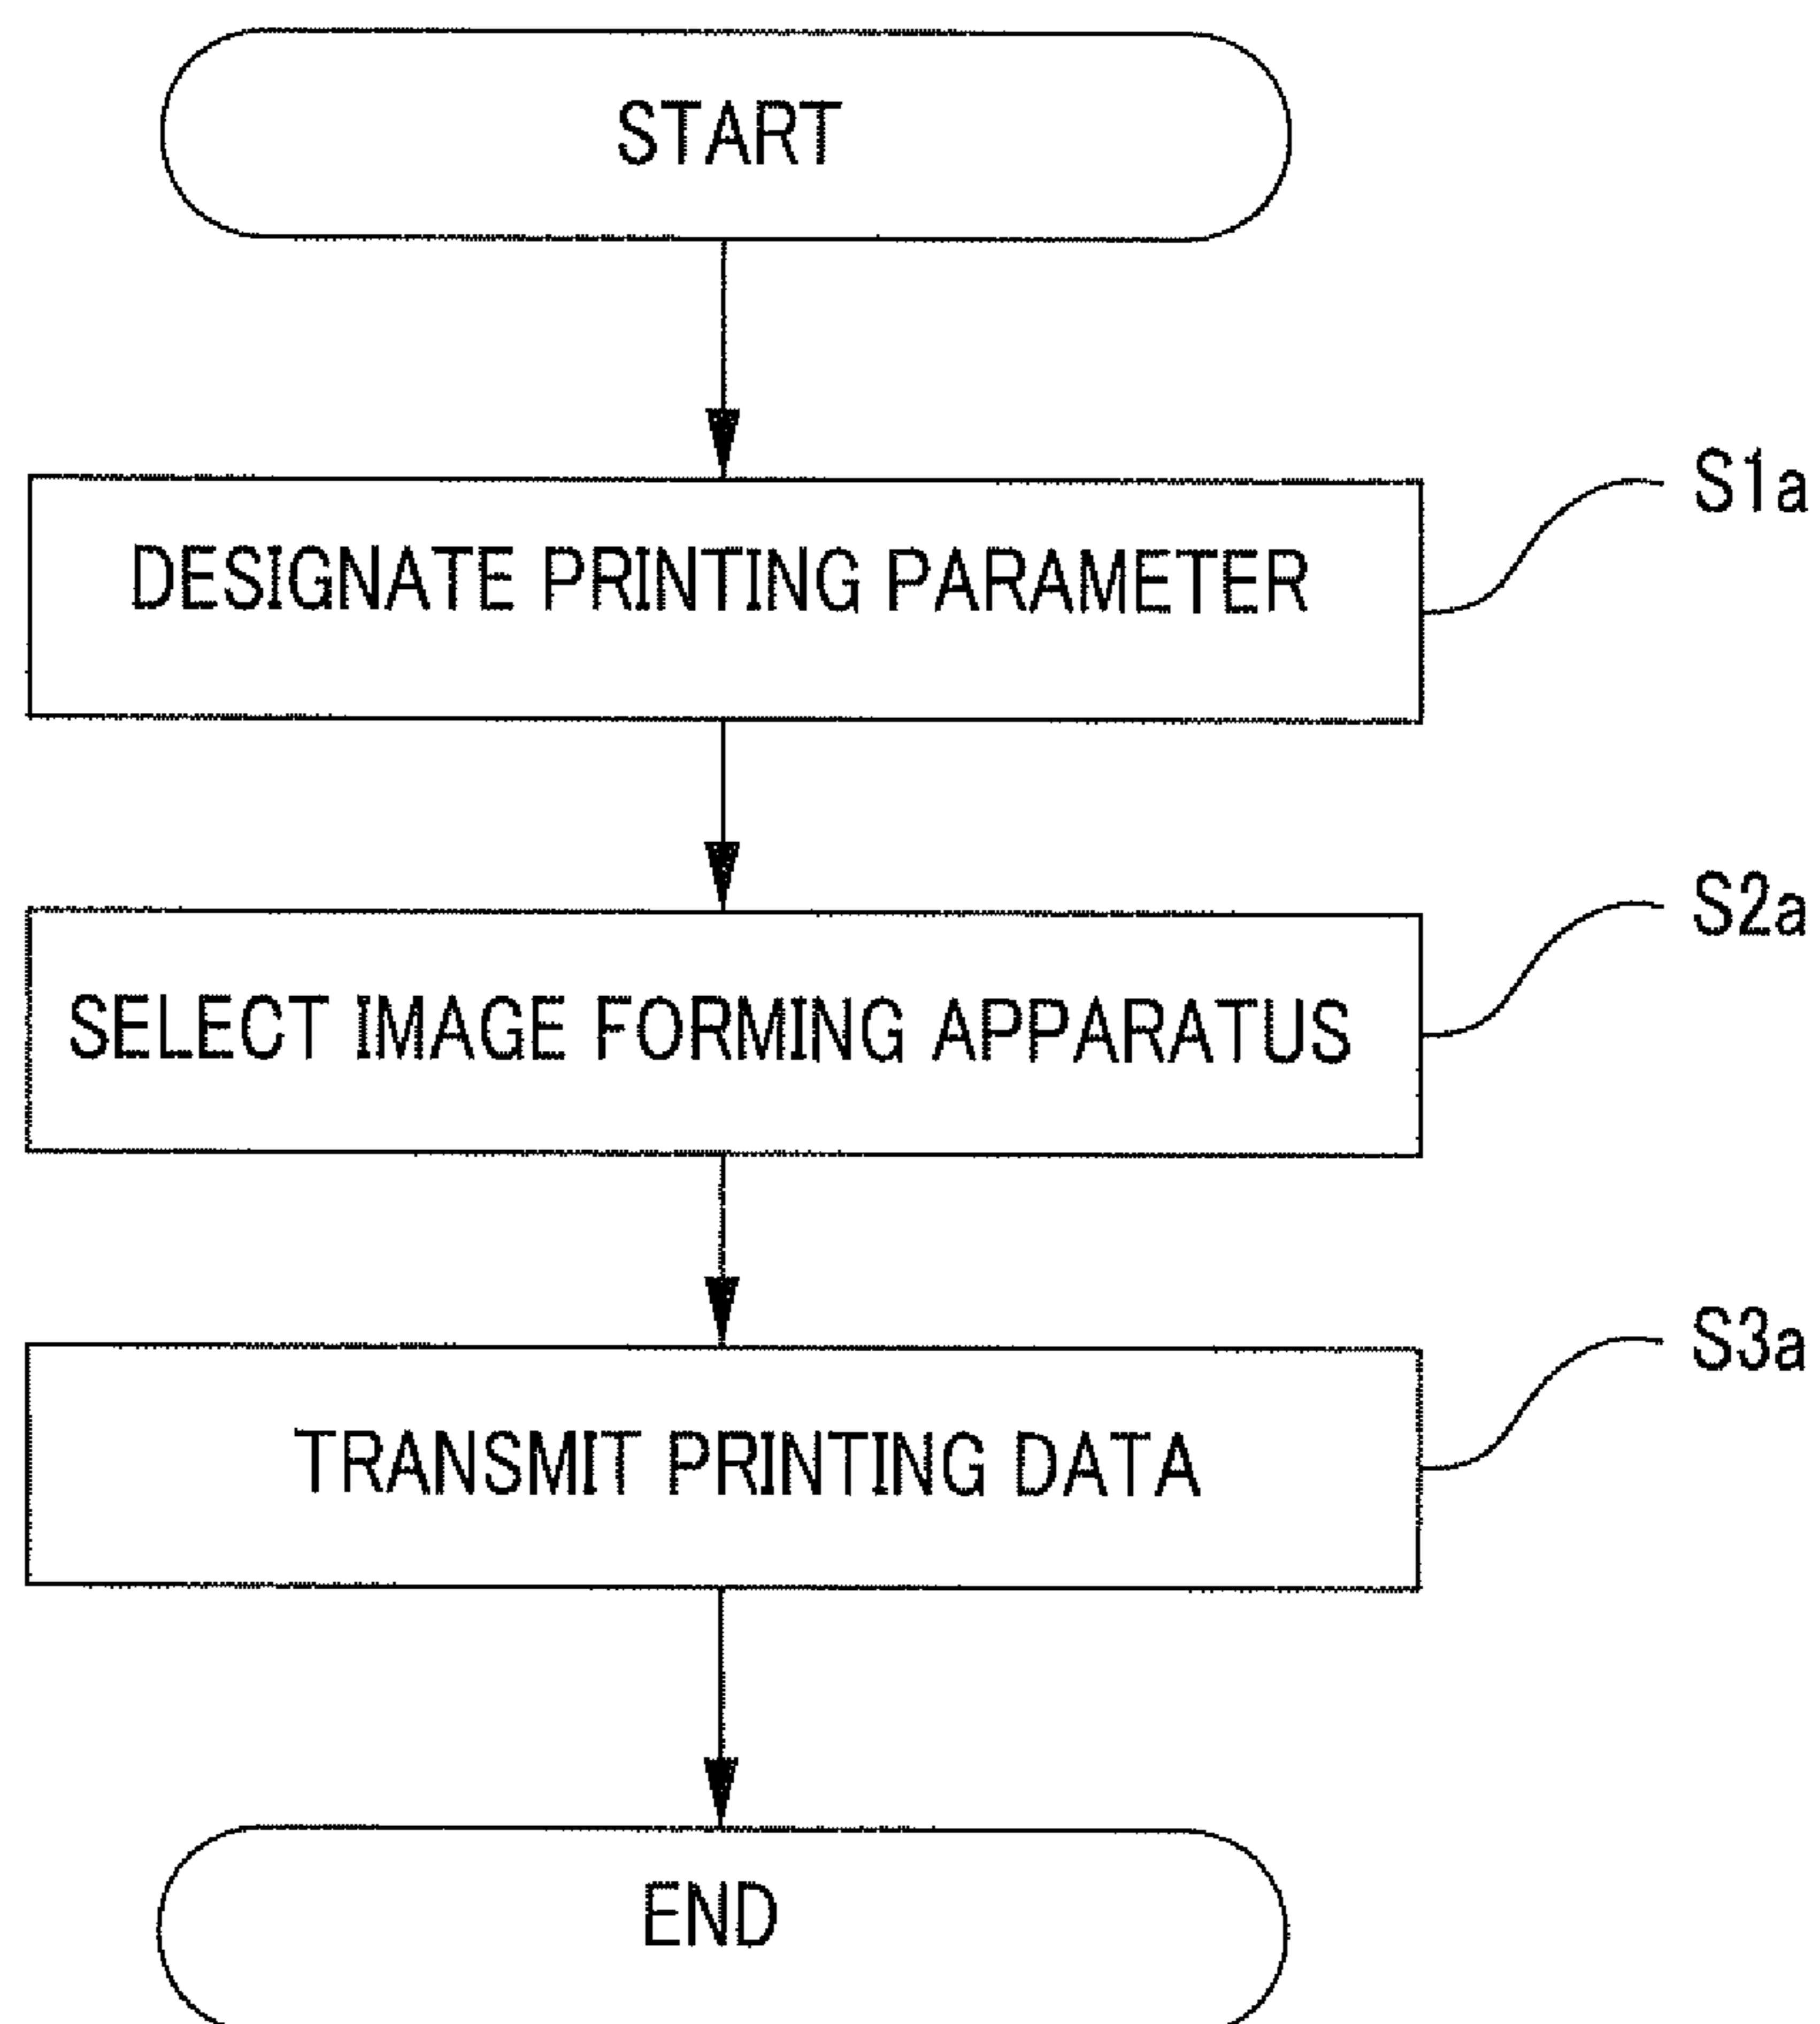 START
DESIGNATE PRINTING PARAMETER
S1a
SELECT IMAGE FORMING APPARATUS
S2a
TRANSMIT PRINTING DATA
S3a
END